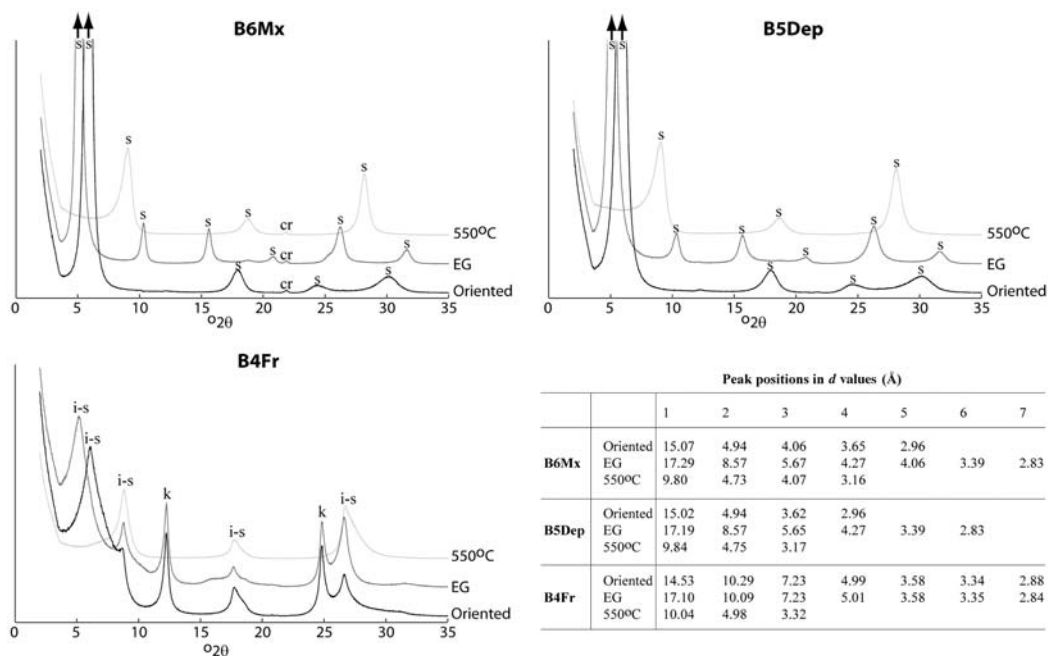 B6Mx
s s
s
s
s
s
s
s
s
s
s
cr
cr
cr
s
s
s
550ºC
EG
Oriented
0 5 10 15 20 25 30 35
º2θ
B5Dep
s s
s
s
s
s
s
s
s
s
s
s
s
550ºC
EG
Oriented
0 5 10 15 20 25 30 35
º2θ
B4Fr
i-s
i-s
i-s
k
i-s
k
i-s
550ºC
EG
Oriented
0 5 10 15 20 25 30 35
º2θ
Peak positions in d values (Å)
1 2 3 4 5 6 7
Oriented 15.07 4.94 4.06 3.65 2.96
B6Mx EG 17.29 8.57 5.67 4.27 4.06 3.39 2.83
550ºC 9.80 4.73 4.07 3.16
Oriented 15.02 4.94 3.62 2.96
B5Dep EG 17.19 8.57 5.65 4.27 3.39 2.83
550ºC 9.84 4.75 3.17
Oriented 14.53 10.29 7.23 4.99 3.58 3.34 2.88
B4Fr EG 17.10 10.09 7.23 5.01 3.58 3.35 2.84
550ºC 10.04 4.98 3.32